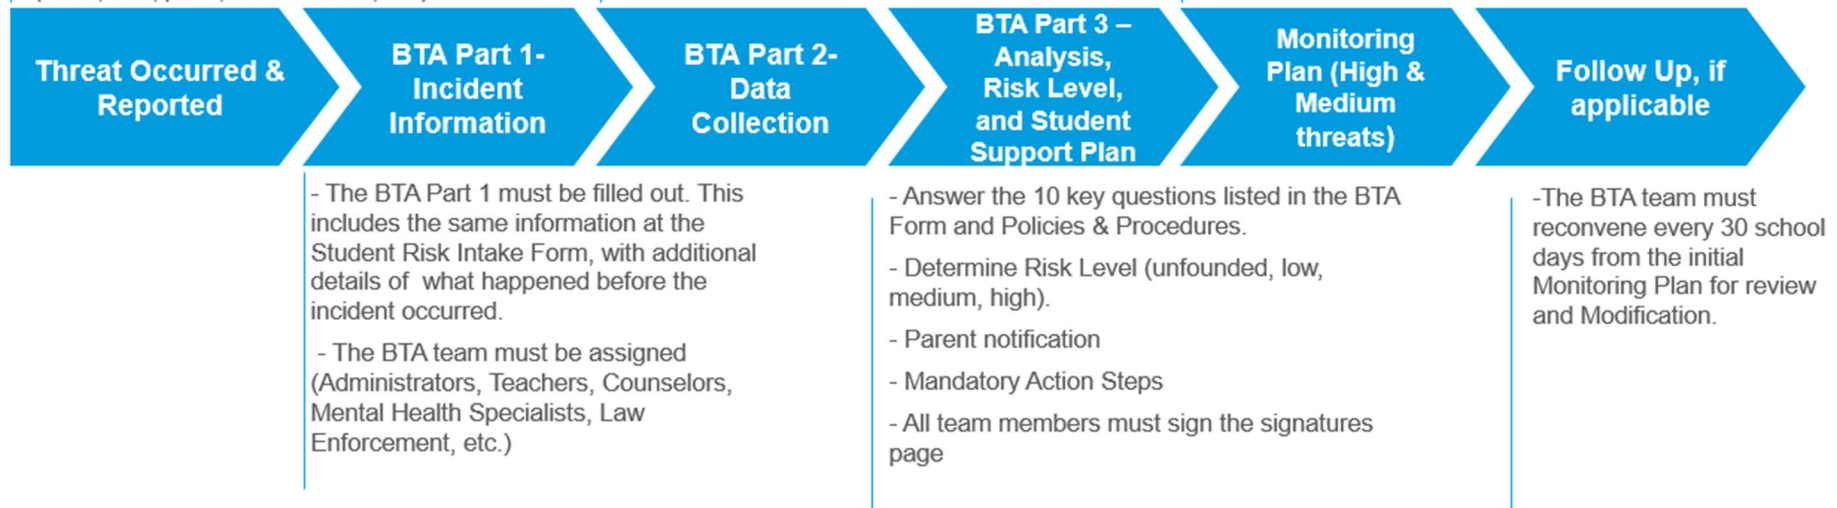 Threat Occurred &
Reported
BTA Part 1-
Incident
Information
BTA Part 2-
Data
Collection
BTA Part 3 –
Analysis,
Risk Level,
and Student
Support Plan
Monitoring
Plan (High &
Medium
threats)
Follow Up, if
applicable
- The BTA Part 1 must be filled out. This
includes the same information at the
Student Risk Intake Form, with additional
details of  what happened before the
incident occurred.
- The BTA team must be assigned
(Administrators, Teachers, Counselors,
Mental Health Specialists, Law
Enforcement, etc.)
- Answer the 10 key questions listed in the BTA
Form and Policies & Procedures.
- Determine Risk Level (unfounded, low,
medium, high).
- Parent notification
- Mandatory Action Steps
- All team members must sign the signatures
page
-The BTA team must
reconvene every 30 school
days from the initial
Monitoring Plan for review
and Modification.